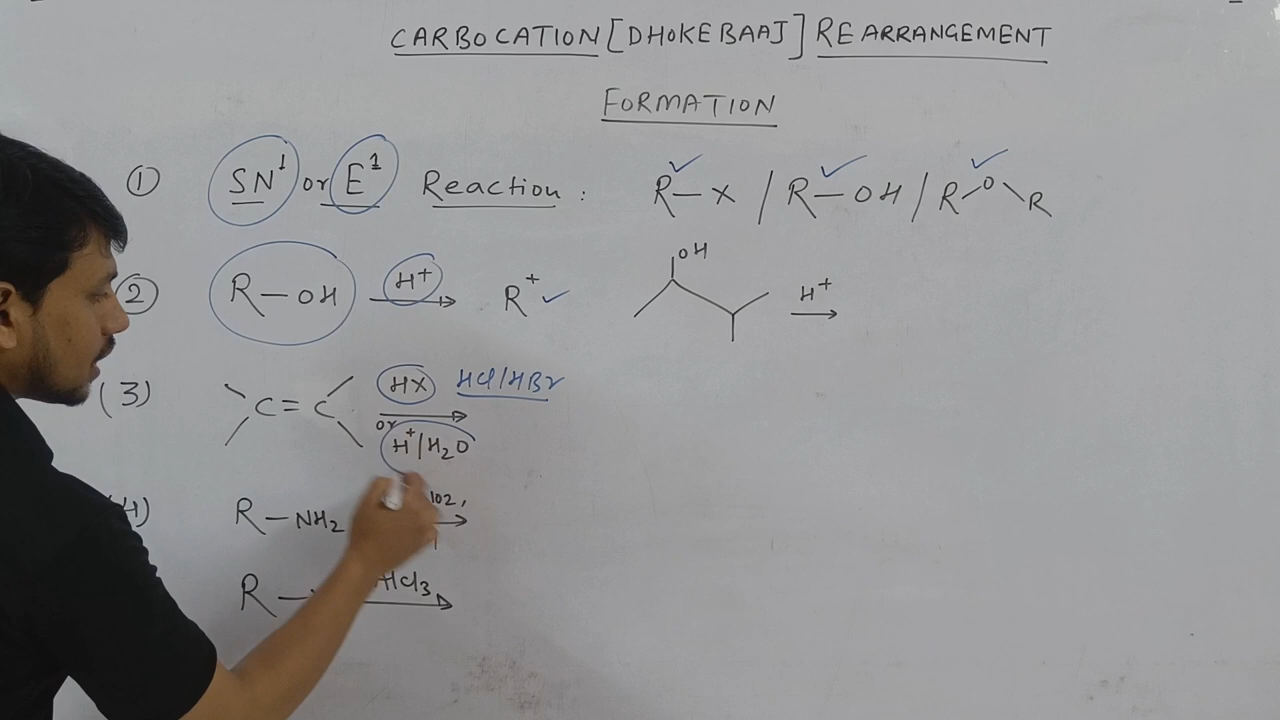 CARBOCATION [DHOKEBAAJ] REARRANGEMENT
FORMATION
① SN¹ or E¹ Reaction : R—X / R—OH / R O R
② R—OH H⁺ R⁺ OH H⁺
(3) C=C HX HCl/HBr
or
H⁺/H₂O
4) R—NH₂
R—